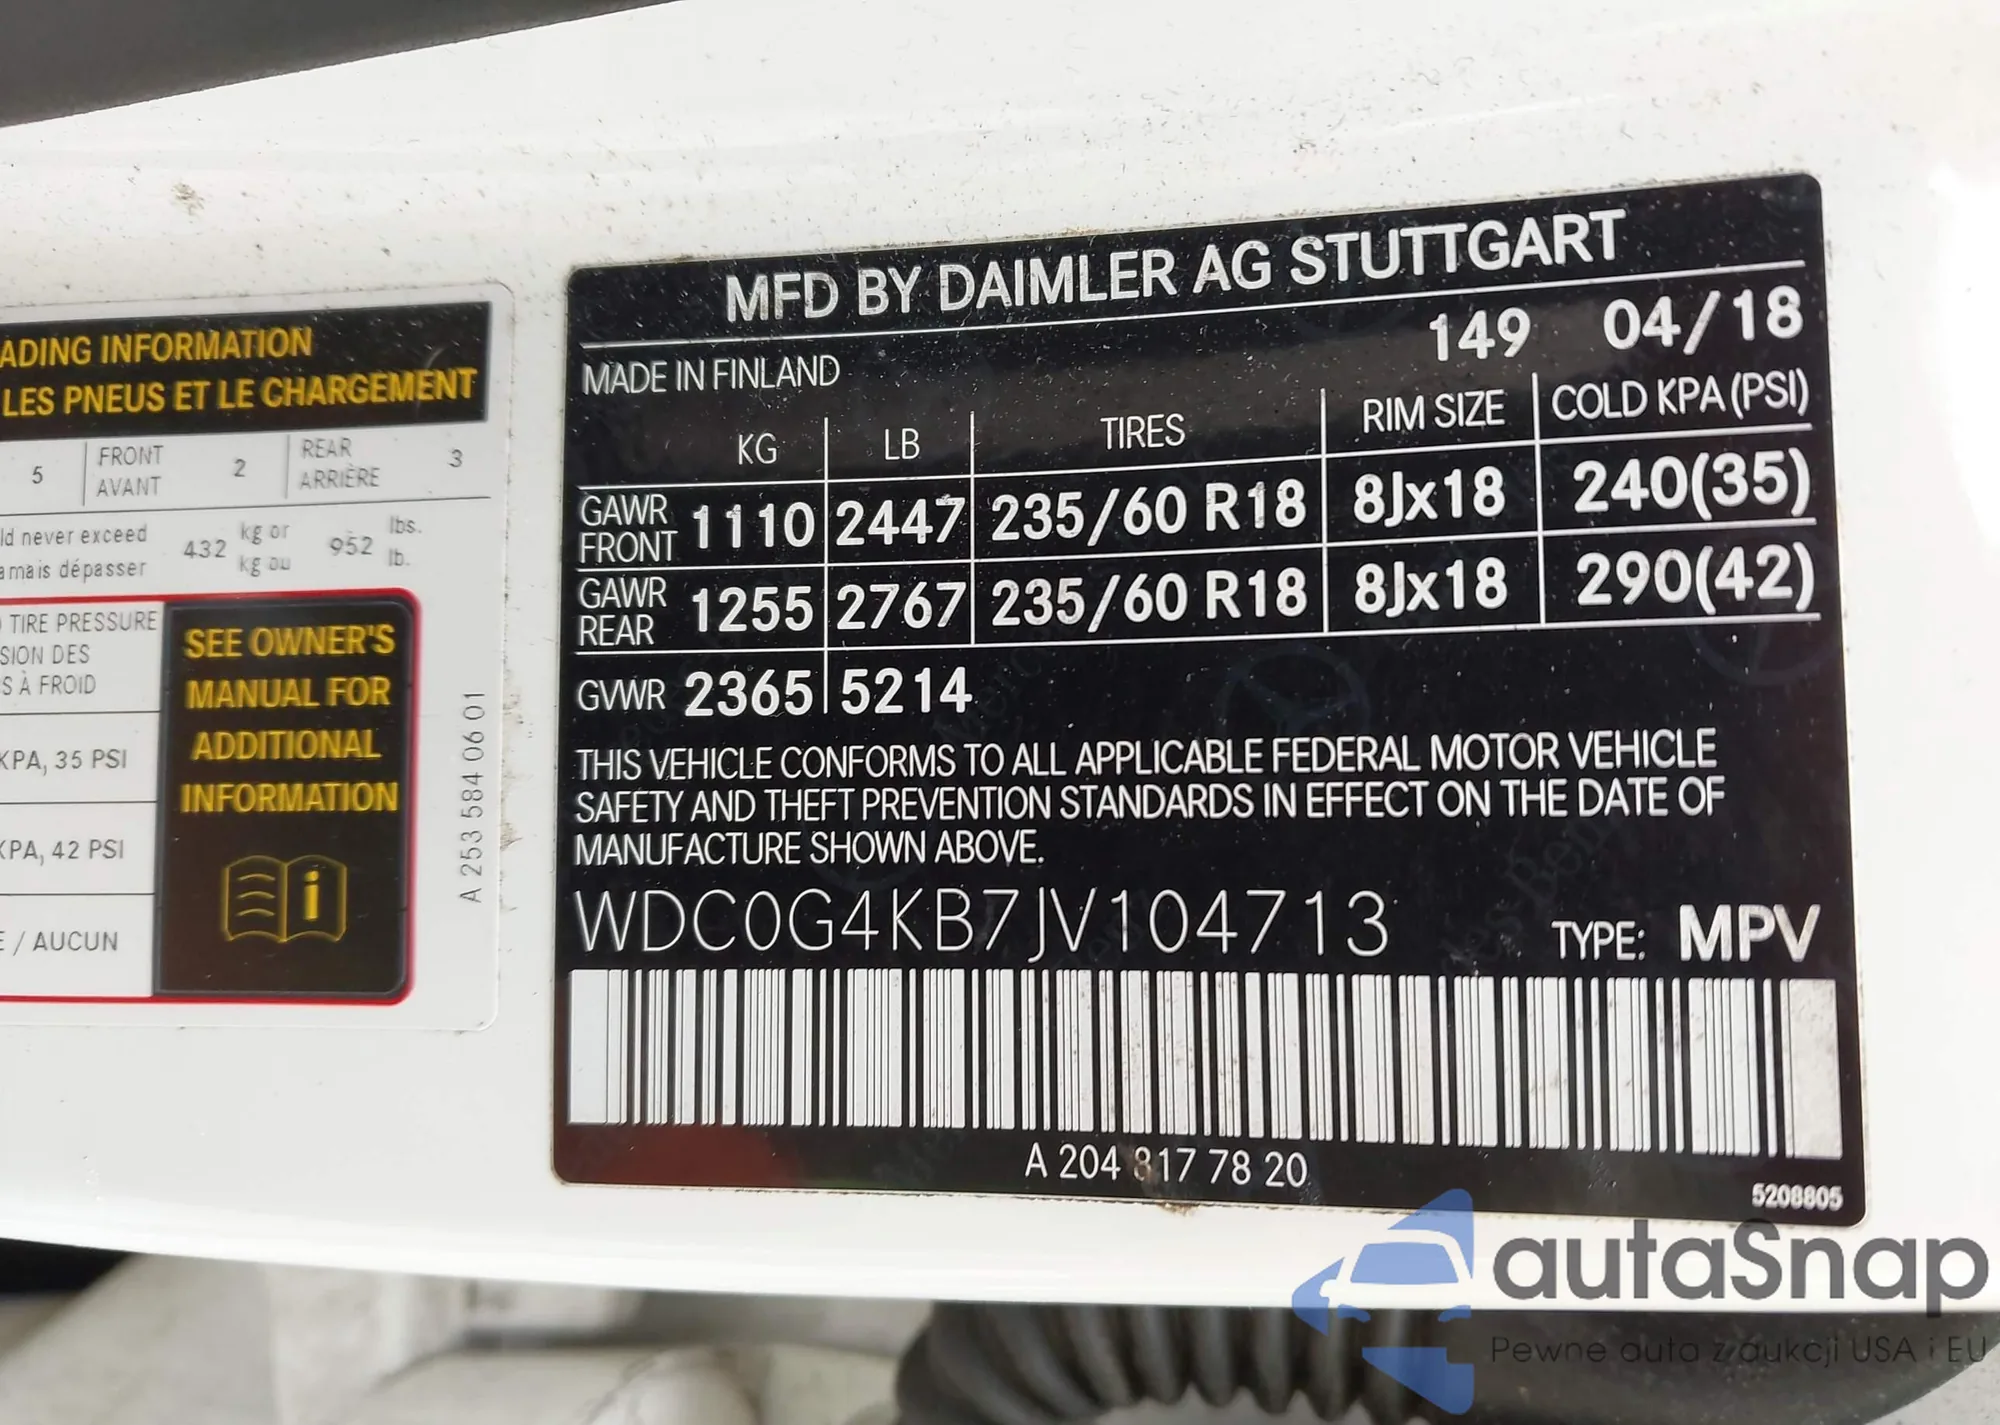 ADING INFORMATION
LES PNEUS ET LE CHARGEMENT
5 FRONT AVANT 2 REAR ARRIÈRE 3
ld never exceed
amais dépasser
432 kg or kg ou 952 lbs. lb.
TIRE PRESSURE
SION DES
S À FROID
KPA, 35 PSI
KPA, 42 PSI
E / AUCUN
SEE OWNER'S
MANUAL FOR
ADDITIONAL
INFORMATION
i
A 253 584 06 01
MFD BY DAIMLER AG STUTTGART
MADE IN FINLAND 149 04/18
KG LB TIRES RIM SIZE COLD KPA (PSI)
GAWR FRONT 1110 2447 235/60 R18 8Jx18 240(35)
GAWR REAR 1255 2767 235/60 R18 8Jx18 290(42)
GVWR 2365 5214
THIS VEHICLE CONFORMS TO ALL APPLICABLE FEDERAL MOTOR VEHICLE
SAFETY AND THEFT PREVENTION STANDARDS IN EFFECT ON THE DATE OF
MANUFACTURE SHOWN ABOVE.
WDC0G4KB7JV104713 TYPE: MPV
A 204 817 78 20
5208805
autaSnap
Pewne auta z aukcji USA i EU